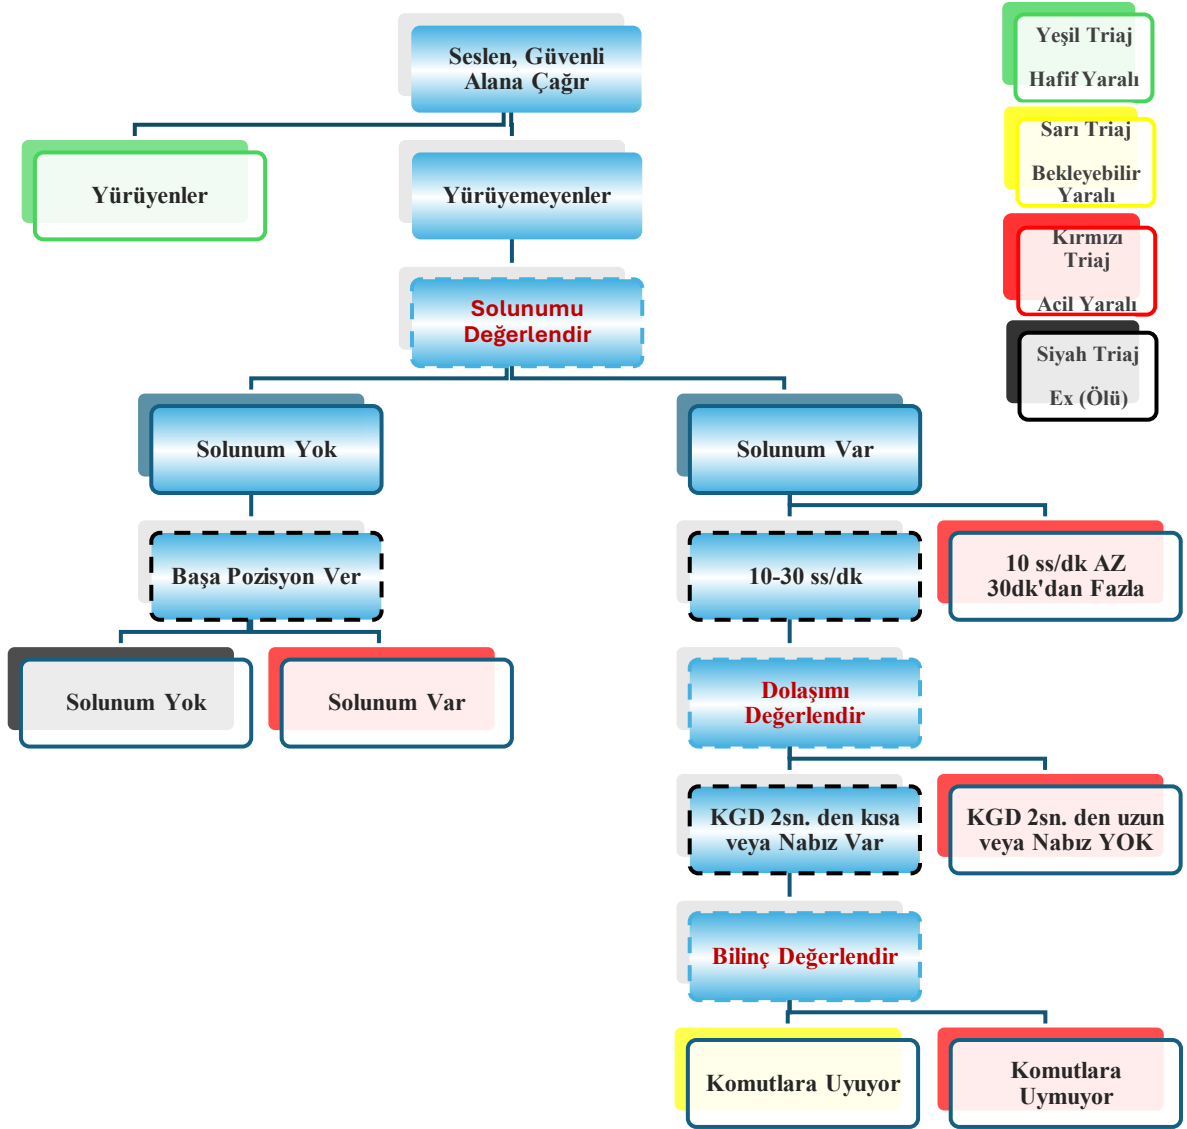 Seslen, Güvenli
Alana Çağır
Yürüyenler
Yürüyemeyenler
Solunumu
Değerlendir
Solunum Yok
Solunum Var
Başa Pozisyon Ver
10-30 ss/dk
10 ss/dk AZ
30dk'dan Fazla
Solunum Yok
Solunum Var
Dolaşımı
Değerlendir
KGD 2sn. den kısa
veya Nabız Var
KGD 2sn. den uzun
veya Nabız YOK
Bilinç Değerlendir
Komutlara Uyuyor
Komutlara
Uymuyor
Yeşil Triaj
Hafif Yaralı
Sarı Triaj
Bekleyebilir
Yaralı
Kırmızı
Triaj
Acil Yaralı
Siyah Triaj
Ex (Ölü)